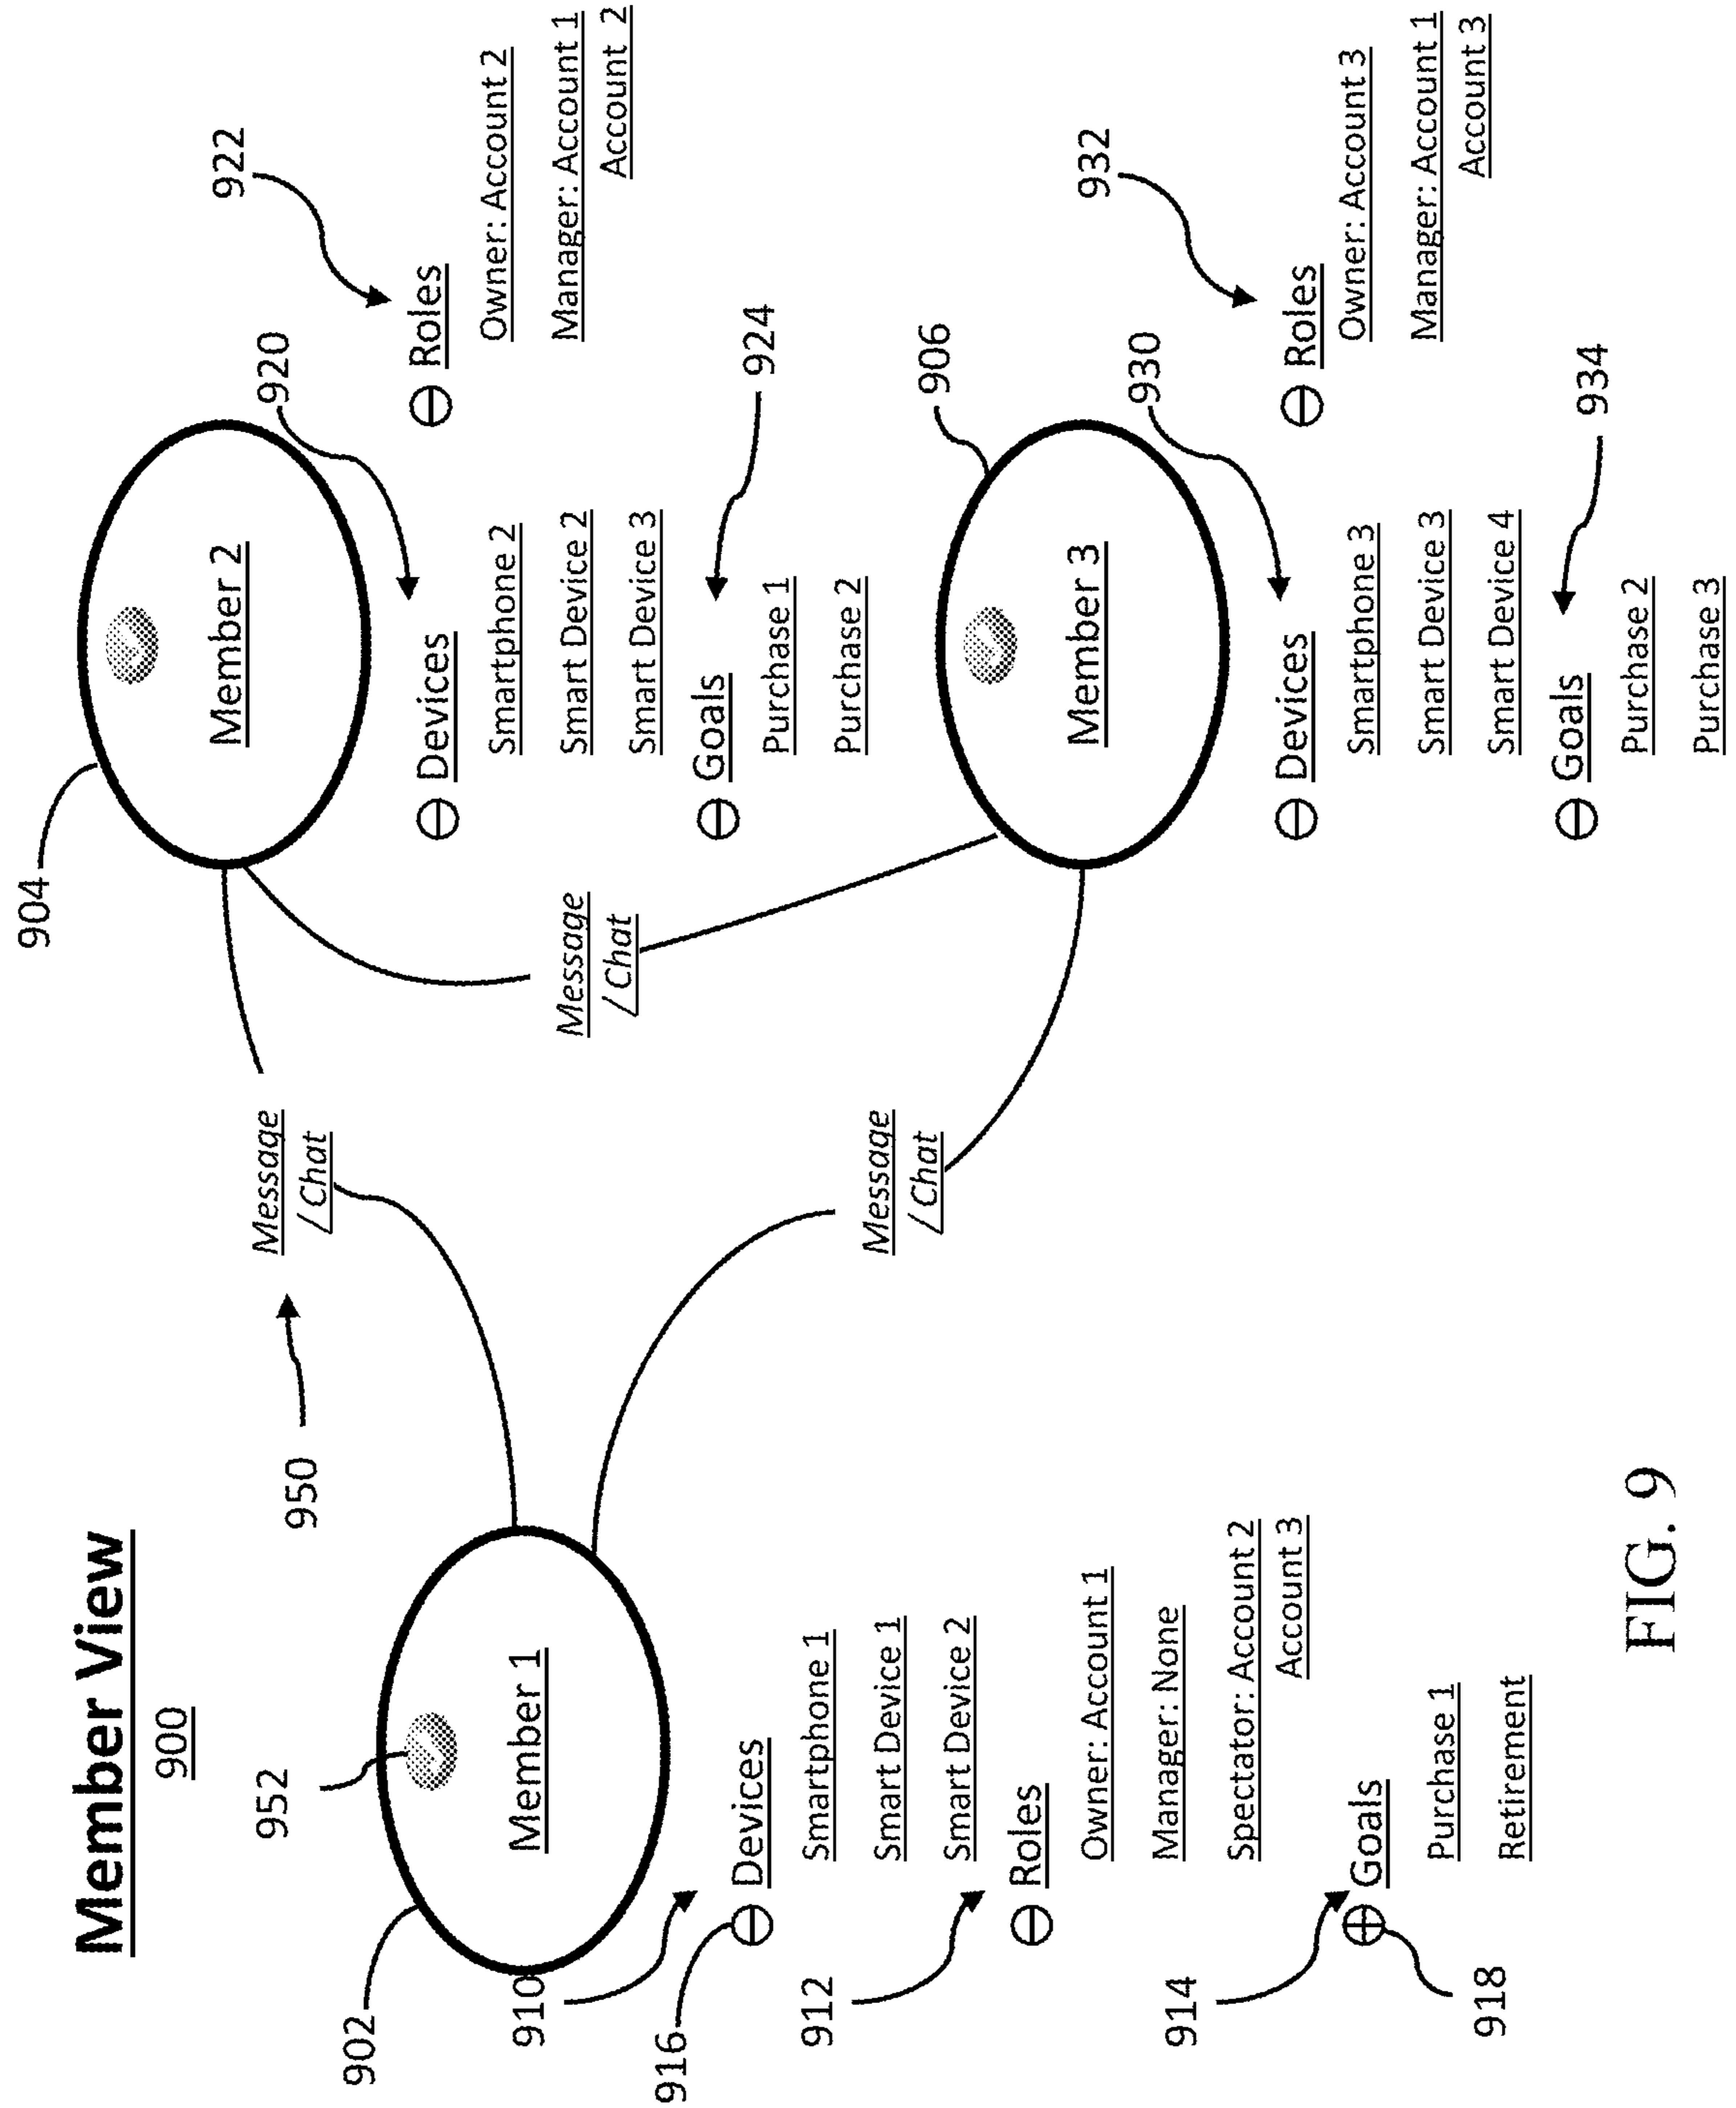 Member View
900
952
902
Member 1
910
916
Devices
Smartphone 1
Smart Device 1
Smart Device 2
912
Roles
Owner: Account 1
Manager: None
Spectator: Account 2
Account 3
914
Goals
918
Purchase 1
Retirement
950
Message
/ Chat
Message
/ Chat
Message
/ Chat
904
Member 2
920
Devices
Smartphone 2
Smart Device 2
Smart Device 3
922
Roles
Owner: Account 2
Manager: Account 1
Account 2
924
Goals
Purchase 1
Purchase 2
906
Member 3
930
Devices
Smartphone 3
Smart Device 3
Smart Device 4
932
Roles
Owner: Account 3
Manager: Account 1
Account 3
934
Goals
Purchase 2
Purchase 3
FIG. 9